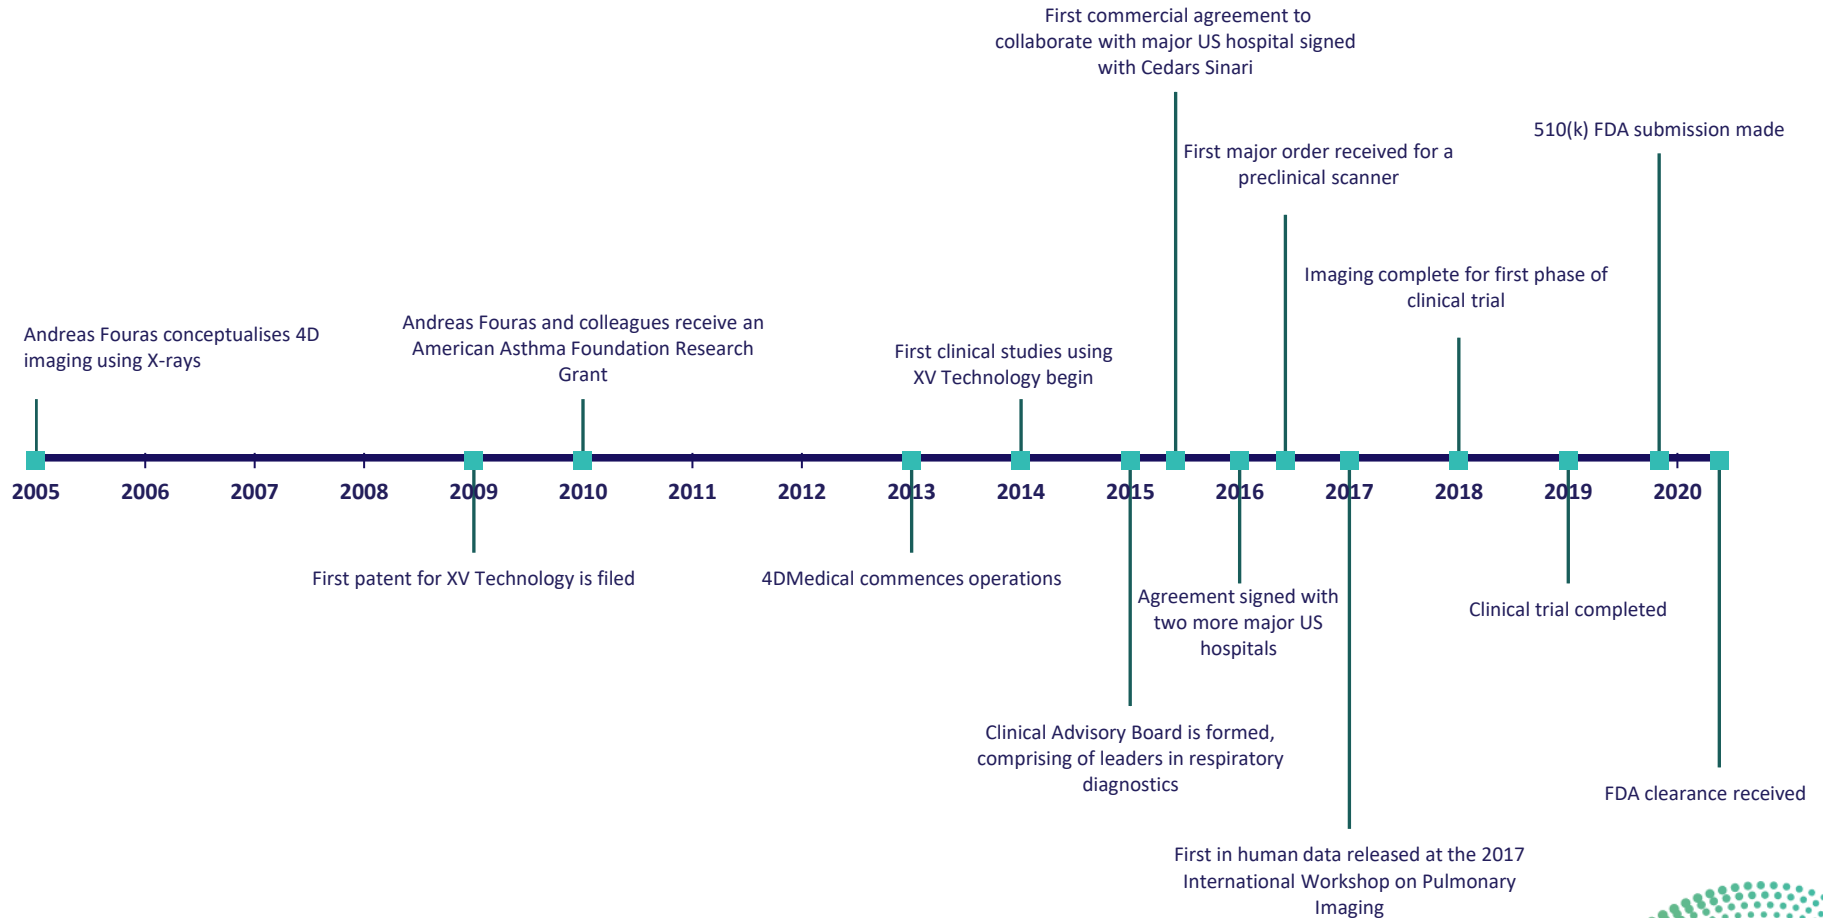 First commercial agreement to
collaborate with major US hospital signed
with Cedars Sinari
510(k) FDA submission made
First major order received for a
preclinical scanner
Imaging complete for first phase of
clinical trial
Andreas Fouras conceptualises 4D
imaging using X-rays
Andreas Fouras and colleagues receive an
American Asthma Foundation Research
Grant
First clinical studies using
XV Technology begin
2005 2006 2007 2008 2009 2010 2011 2012 2013 2014 2015 2016 2017 2018 2019 2020
First patent for XV Technology is filed
4DMedical commences operations
Agreement signed with
two more major US
hospitals
Clinical trial completed
Clinical Advisory Board is formed,
comprising of leaders in respiratory
diagnostics
FDA clearance received
First in human data released at the 2017
International Workshop on Pulmonary
Imaging